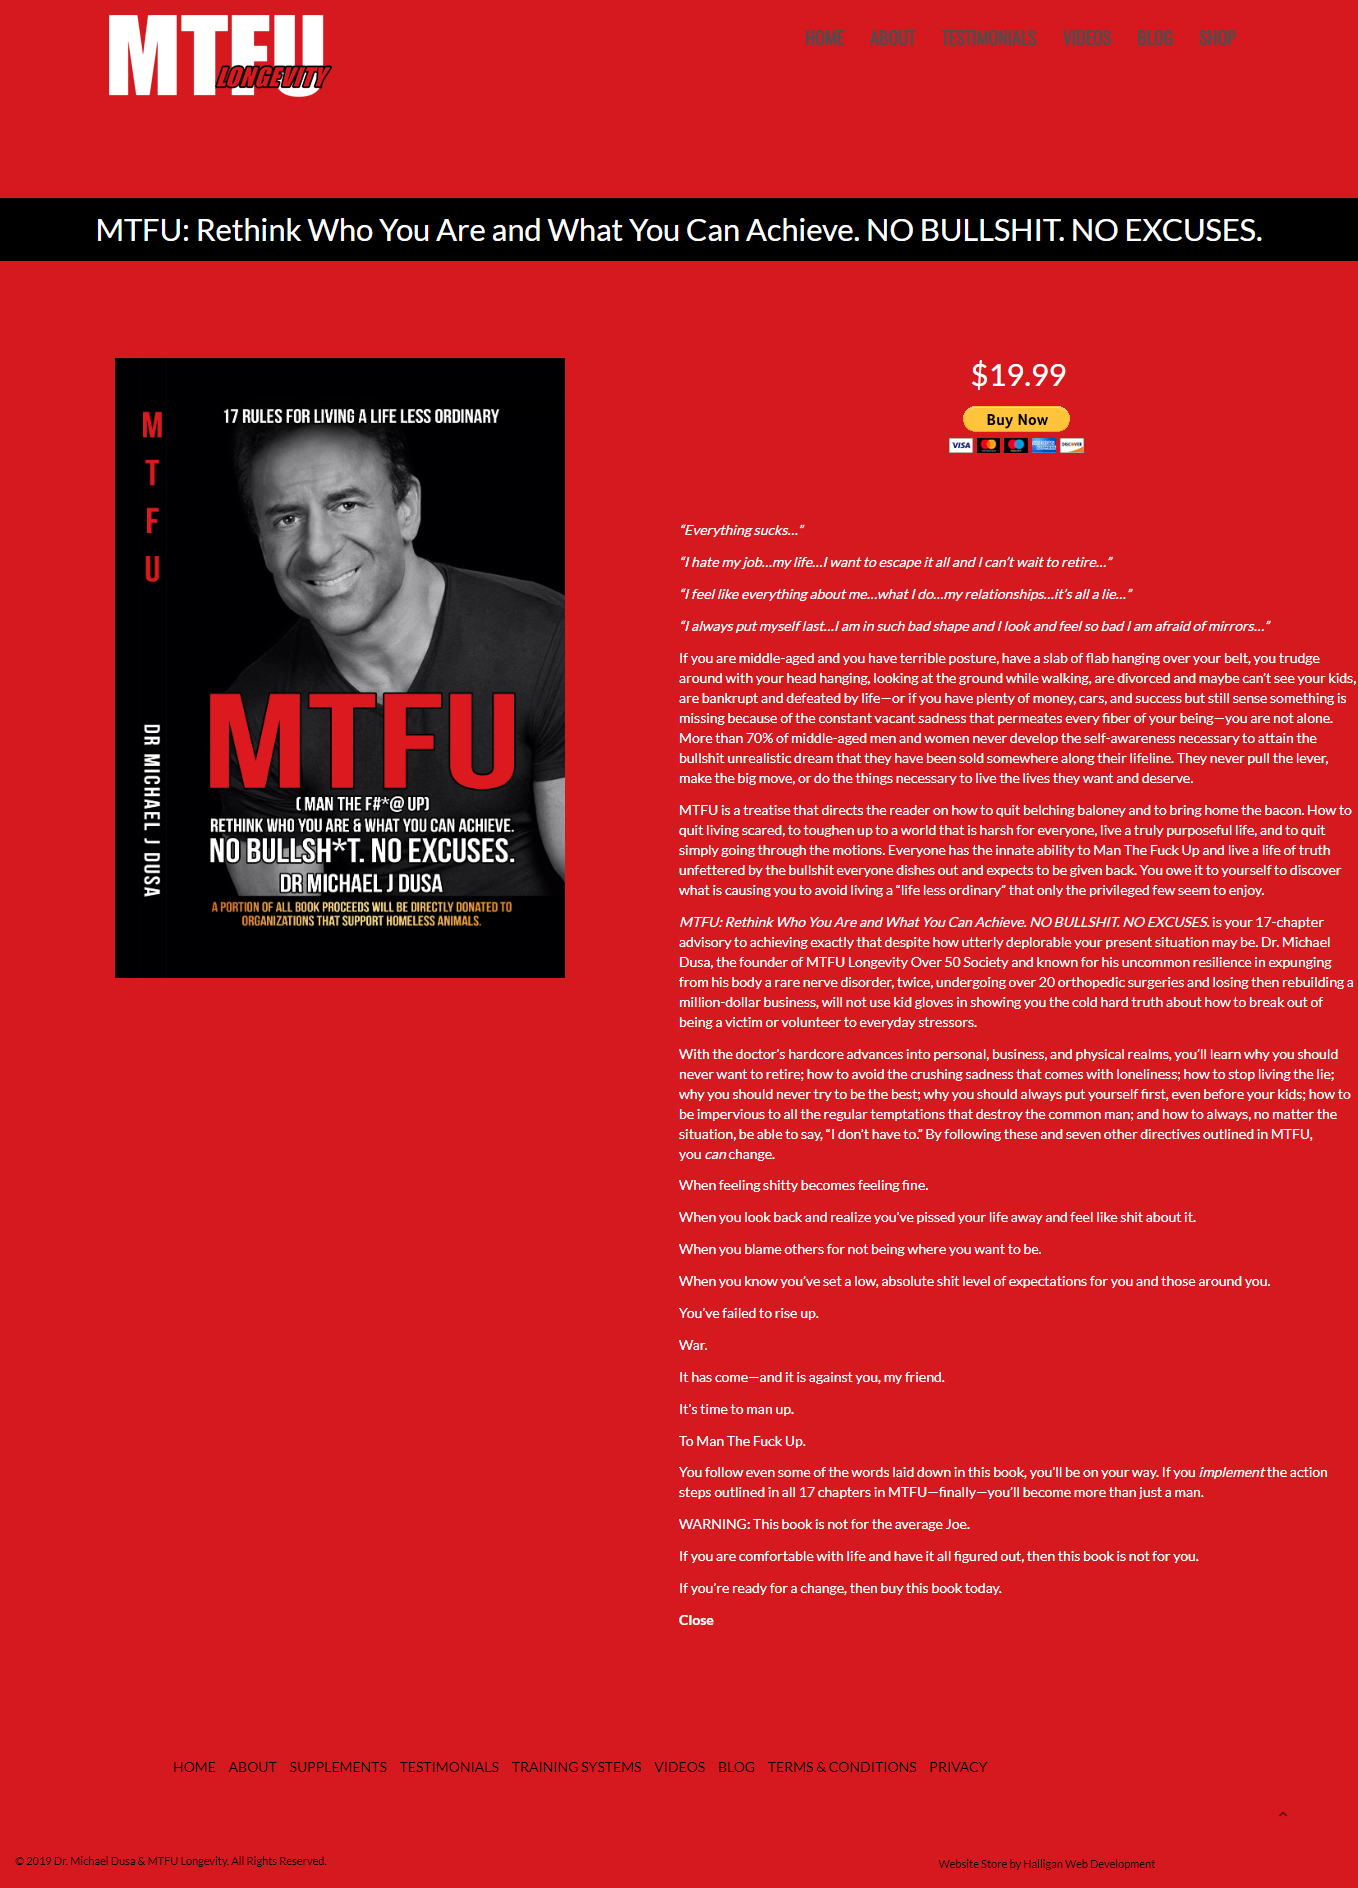 MTFU
LONGEVITY
HOME ABOUT TESTIMONIALS VIDEOS BLOG SHOP
MTFU: Rethink Who You Are and What You Can Achieve. NO BULLSHIT. NO EXCUSES.
MTFU
DR MICHAEL J DUSA
17 RULES FOR LIVING A LIFE LESS ORDINARY
MTFU
( MAN THE F#*@ UP)
RETHINK WHO YOU ARE & WHAT YOU CAN ACHIEVE.
NO BULLSH*T. NO EXCUSES.
DR MICHAEL J DUSA
A PORTION OF ALL BOOK PROCEEDS WILL BE DIRECTLY DONATED TO
ORGANIZATIONS THAT SUPPORT HOMELESS ANIMALS.
$19.99
Buy Now
VISA
DISCOVER
“Everything sucks…”
“I hate my job…my life…I want to escape it all and I can’t wait to retire…”
“I feel like everything about me…what I do…my relationships…it’s all a lie…”
“I always put myself last…I am in such bad shape and I look and feel so bad I am afraid of mirrors…”
If you are middle-aged and you have terrible posture, have a slab of flab hanging over your belt, you trudge
around with your head hanging, looking at the ground while walking, are divorced and maybe can’t see your kids,
are bankrupt and defeated by life—or if you have plenty of money, cars, and success but still sense something is
missing because of the constant vacant sadness that permeates every fiber of your being—you are not alone.
More than 70% of middle-aged men and women never develop the self-awareness necessary to attain the
bullshit unrealistic dream that they have been sold somewhere along their lifeline. They never pull the lever,
make the big move, or do the things necessary to live the lives they want and deserve.
MTFU is a treatise that directs the reader on how to quit belching baloney and to bring home the bacon. How to
quit living scared, to toughen up to a world that is harsh for everyone, live a truly purposeful life, and to quit
simply going through the motions. Everyone has the innate ability to Man The Fuck Up and live a life of truth
unfettered by the bullshit everyone dishes out and expects to be given back. You owe it to yourself to discover
what is causing you to avoid living a “life less ordinary” that only the privileged few seem to enjoy.
MTFU: Rethink Who You Are and What You Can Achieve. NO BULLSHIT. NO EXCUSES. is your 17-chapter
advisory to achieving exactly that despite how utterly deplorable your present situation may be. Dr. Michael
Dusa, the founder of MTFU Longevity Over 50 Society and known for his uncommon resilience in expunging
from his body a rare nerve disorder, twice, undergoing over 20 orthopedic surgeries and losing then rebuilding a
million-dollar business, will not use kid gloves in showing you the cold hard truth about how to break out of
being a victim or volunteer to everyday stressors.
With the doctor’s hardcore advances into personal, business, and physical realms, you’ll learn why you should
never want to retire; how to avoid the crushing sadness that comes with loneliness; how to stop living the lie;
why you should never try to be the best; why you should always put yourself first, even before your kids; how to
be impervious to all the regular temptations that destroy the common man; and how to always, no matter the
situation, be able to say, “I don’t have to.” By following these and seven other directives outlined in MTFU,
you can change.
When feeling shitty becomes feeling fine.
When you look back and realize you’ve pissed your life away and feel like shit about it.
When you blame others for not being where you want to be.
When you know you’ve set a low, absolute shit level of expectations for you and those around you.
You’ve failed to rise up.
War.
It has come—and it is against you, my friend.
It’s time to man up.
To Man The Fuck Up.
You follow even some of the words laid down in this book, you’ll be on your way. If you implement the action
steps outlined in all 17 chapters in MTFU—finally—you’ll become more than just a man.
WARNING: This book is not for the average Joe.
If you are comfortable with life and have it all figured out, then this book is not for you.
If you’re ready for a change, then buy this book today.
Close
HOME ABOUT SUPPLEMENTS TESTIMONIALS TRAINING SYSTEMS VIDEOS BLOG TERMS & CONDITIONS PRIVACY
© 2019 Dr. Michael Dusa & MTFU Longevity. All Rights Reserved.
Website Store by Halligan Web Development